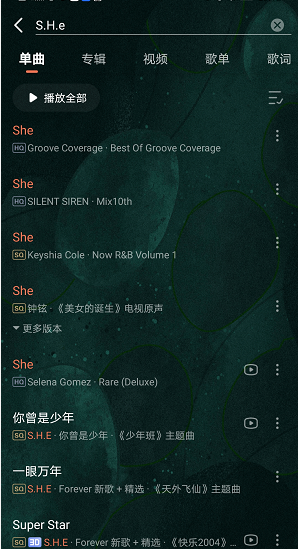 S.H.e
单曲 专辑 视频 歌单 歌词
播放全部
She
HQ Groove Coverage · Best Of Groove Coverage
She
HQ SILENT SIREN · Mix10th
She
SQ Keyshia Cole · Now R&B Volume 1
She
SQ 钟铉 · 《美女的诞生》电视原声
更多版本
She
HQ Selena Gomez · Rare (Deluxe)
你曾是少年
SQ S.H.E · 你曾是少年 · 《少年班》主题曲
一眼万年
SQ S.H.E · Forever 新歌 + 精选 · 《天外飞仙》主题曲
Super Star
SQ 3D S.H.E · Forever 新歌 + 精选 · 《快乐2004》...